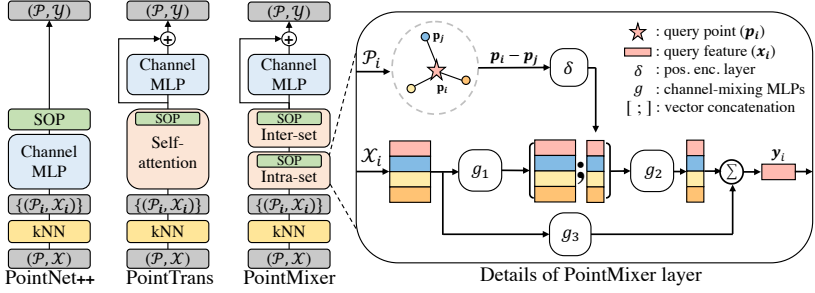 (𝒫, 𝒴)
SOP
Channel
MLP
{(𝒫ᵢ, 𝒳ᵢ)}
kNN
(𝒫, 𝒳)
PointNet++
(𝒫, 𝒴)
+
Channel
MLP
SOP
Self-
attention
{(𝒫ᵢ, 𝒳ᵢ)}
kNN
(𝒫, 𝒳)
PointTrans
(𝒫, 𝒴)
+
Channel
MLP
SOP
Inter-set
SOP
Intra-set
{(𝒫ᵢ, 𝒳ᵢ)}
kNN
(𝒫, 𝒳)
PointMixer
𝒫ᵢ
pⱼ
pᵢ
pᵢ − pⱼ
δ
: query point (pᵢ)
: query feature (xᵢ)
δ : pos. enc. layer
g : channel-mixing MLPs
[ ; ] : vector concatenation
𝒳ᵢ
g₁
[ ; ]
g₂
∑
yᵢ
g₃
Details of PointMixer layer